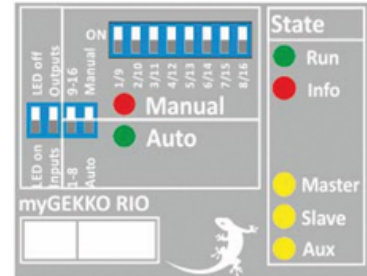 ON
LED off
Outputs
9-16
Manual
1/9
2/10
3/11
4/12
5/13
6/14
7/15
8/16
LED on
Inputs
1-8
Auto
Manual
Auto
myGEKKO RIO
State
Run
Info
Master
Slave
Aux